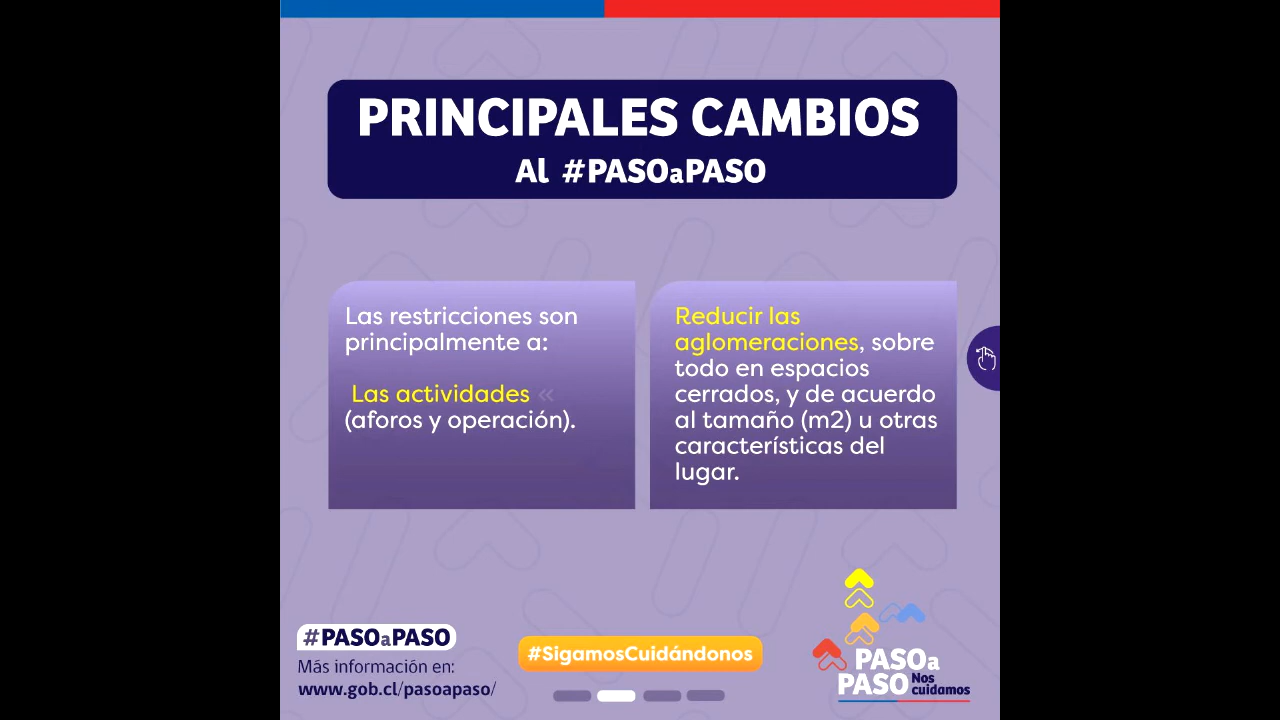 PRINCIPALES CAMBIOS
Al #PASOaPASO
Las restricciones son
principalmente a:
Las actividades «
(aforos y operación).
Reducir las
aglomeraciones, sobre
todo en espacios
cerrados, y de acuerdo
al tamaño (m2) u otras
características del
lugar.
#PASOaPASO
Más información en:
www.gob.cl/pasoapaso/
#SigamosCuidándonos
PASOa
PASO Nos
cuidamos